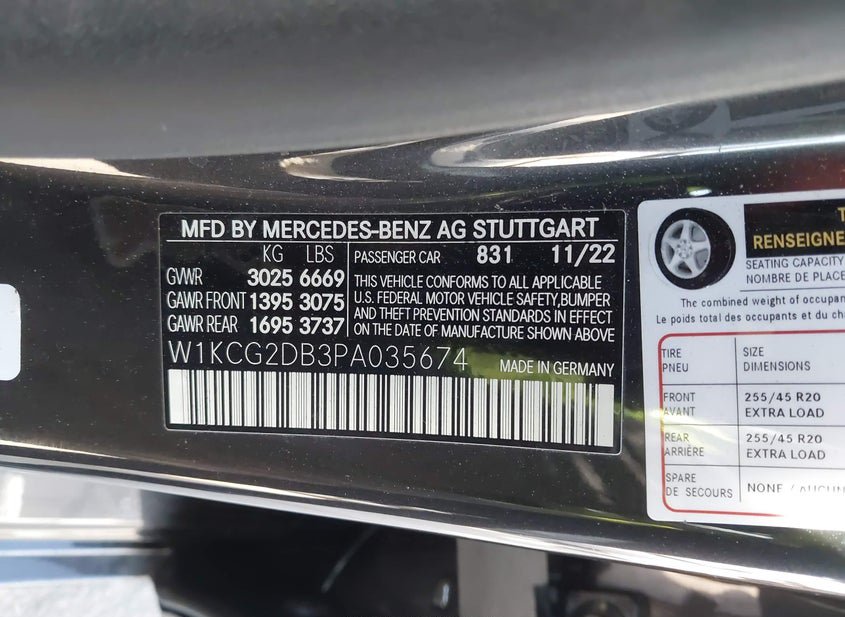 MFD BY MERCEDES-BENZ AG STUTTGART
KG LBS
GVWR 3025 6669
GAWR FRONT 1395 3075
GAWR REAR 1695 3737
PASSENGER CAR 831 11/22
THIS VEHICLE CONFORMS TO ALL APPLICABLE
U.S. FEDERAL MOTOR VEHICLE SAFETY,BUMPER
AND THEFT PREVENTION STANDARDS IN EFFECT
ON THE DATE OF MANUFACTURE SHOWN ABOVE
W1KCG2DB3PA035674 MADE IN GERMANY
RENSEIGNE
SEATING CAPACITY
NOMBRE DE PLACE
The combined weight of occupan
Le poids total des occupants et du ch
TIRE SIZE
PNEU DIMENSIONS
FRONT 255/45 R20
AVANT EXTRA LOAD
REAR 255/45 R20
ARRIÈRE EXTRA LOAD
SPARE
DE SECOURS NONE / AUCUN